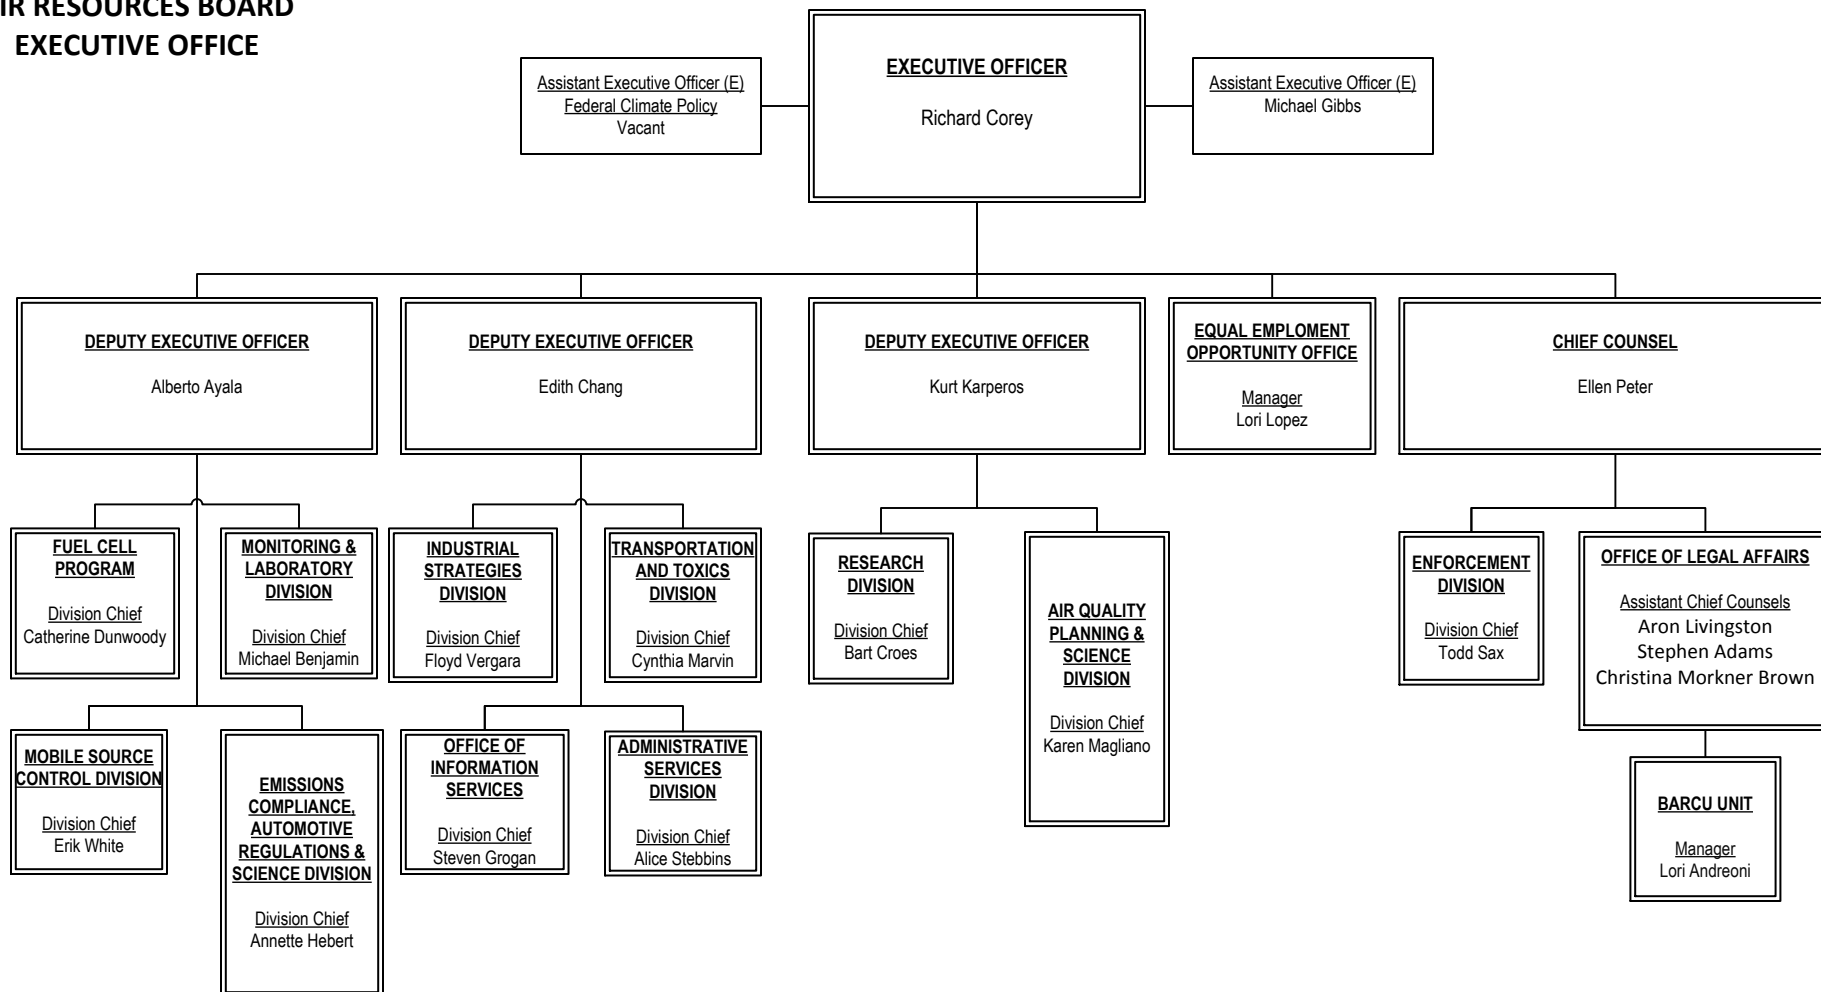 IR RESOURCES BOARD
EXECUTIVE OFFICE
Assistant Executive Officer (E)
Federal Climate Policy
Vacant
EXECUTIVE OFFICER
Richard Corey
Assistant Executive Officer (E)
Michael Gibbs
DEPUTY EXECUTIVE OFFICER
Alberto Ayala
DEPUTY EXECUTIVE OFFICER
Edith Chang
DEPUTY EXECUTIVE OFFICER
Kurt Karperos
EQUAL EMPLOMENT
OPPORTUNITY OFFICE
Manager
Lori Lopez
CHIEF COUNSEL
Ellen Peter
FUEL CELL
PROGRAM
Division Chief
Catherine Dunwoody
MONITORING &
LABORATORY
DIVISION
Division Chief
Michael Benjamin
INDUSTRIAL
STRATEGIES
DIVISION
Division Chief
Floyd Vergara
TRANSPORTATION
AND TOXICS
DIVISION
Division Chief
Cynthia Marvin
RESEARCH
DIVISION
Division Chief
Bart Croes
AIR QUALITY
PLANNING &
SCIENCE
DIVISION
Division Chief
Karen Magliano
ENFORCEMENT
DIVISION
Division Chief
Todd Sax
OFFICE OF LEGAL AFFAIRS
Assistant Chief Counsels
Aron Livingston
Stephen Adams
Christina Morkner Brown
MOBILE SOURCE
CONTROL DIVISION
Division Chief
Erik White
EMISSIONS
COMPLIANCE,
AUTOMOTIVE
REGULATIONS &
SCIENCE DIVISION
Division Chief
Annette Hebert
OFFICE OF
INFORMATION
SERVICES
Division Chief
Steven Grogan
ADMINISTRATIVE
SERVICES
DIVISION
Division Chief
Alice Stebbins
BARCU UNIT
Manager
Lori Andreoni